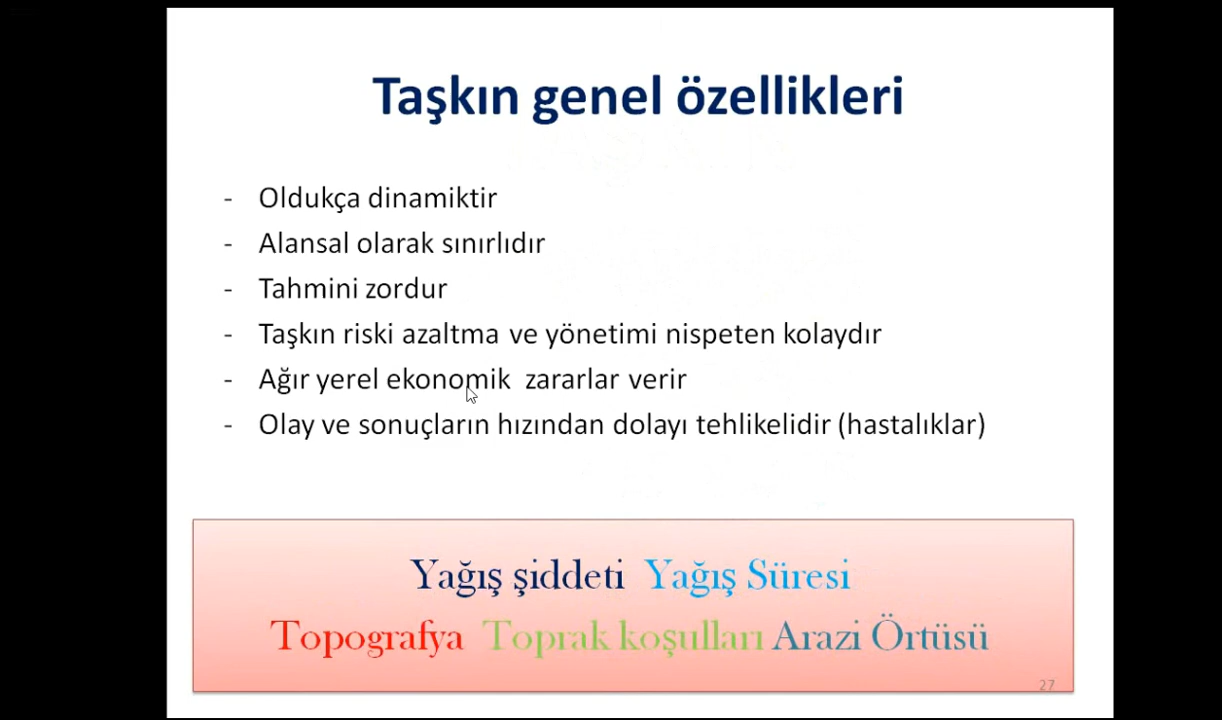 Taşkın genel özellikleri
- Oldukça dinamiktir
- Alansal olarak sınırlıdır
- Tahmini zordur
- Taşkın riski azaltma ve yönetimi nispeten kolaydır
- Ağır yerel ekonomik zararlar verir
- Olay ve sonuçların hızından dolayı tehlikelidir (hastalıklar)
Yağış şiddeti Yağış Süresi
Topografya Toprak koşulları Arazi Örtüsü
27